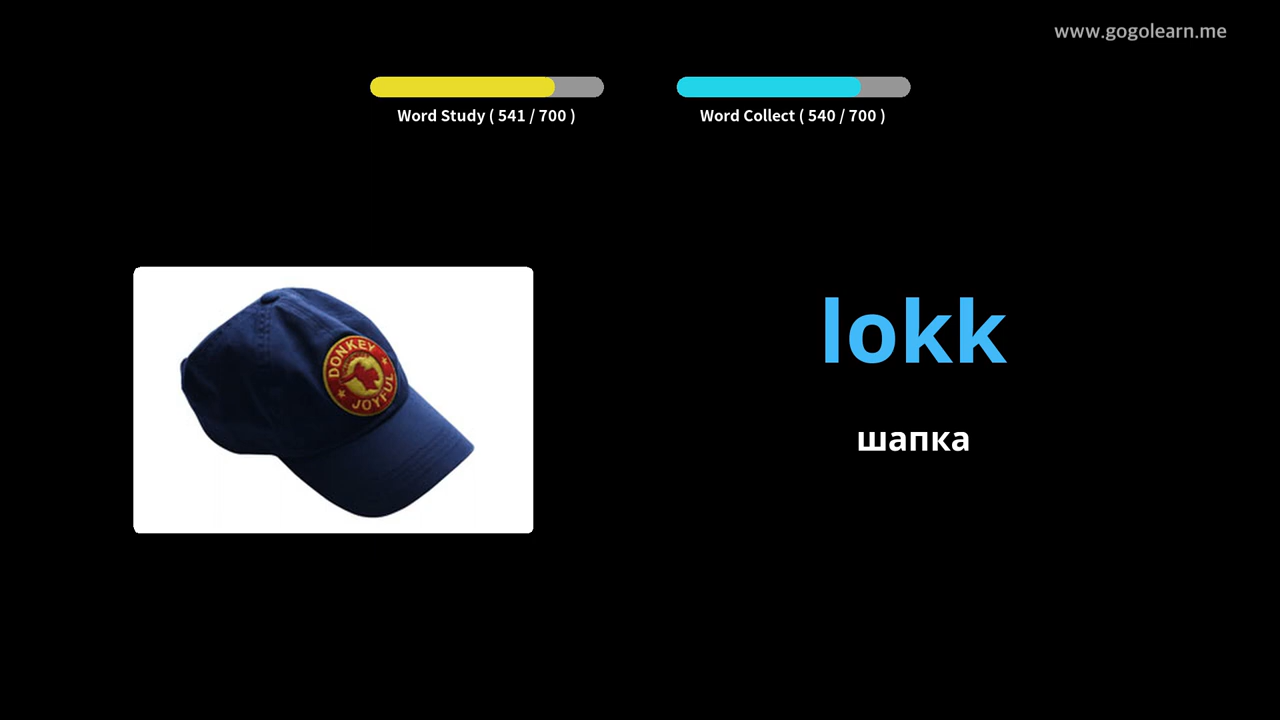 www.gogolearn.me
Word Study ( 541 / 700 )
Word Collect ( 540 / 700 )
DONKEY
JOYFUL
lokk
шапка